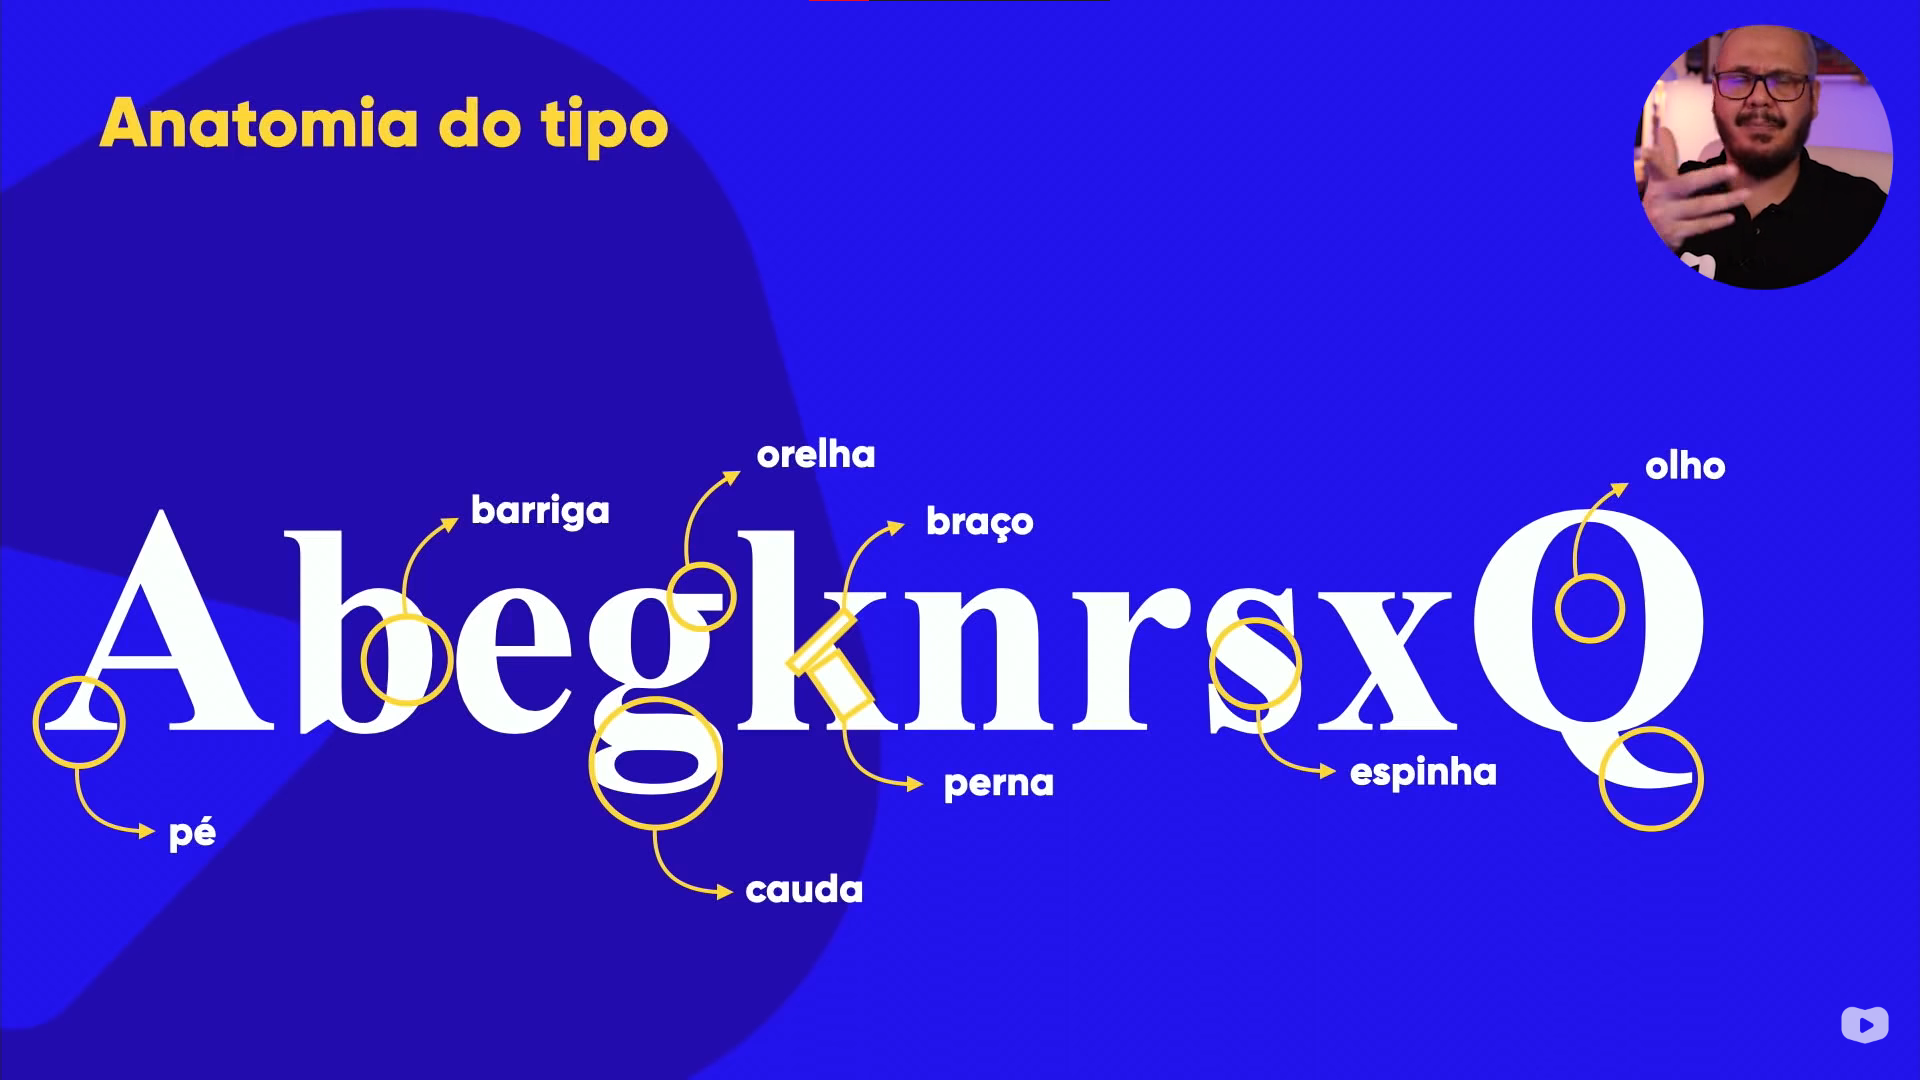 Anatomia do tipo
orelha
olho
barriga
braço
AbegknrsxQ
espinha
perna
pé
cauda